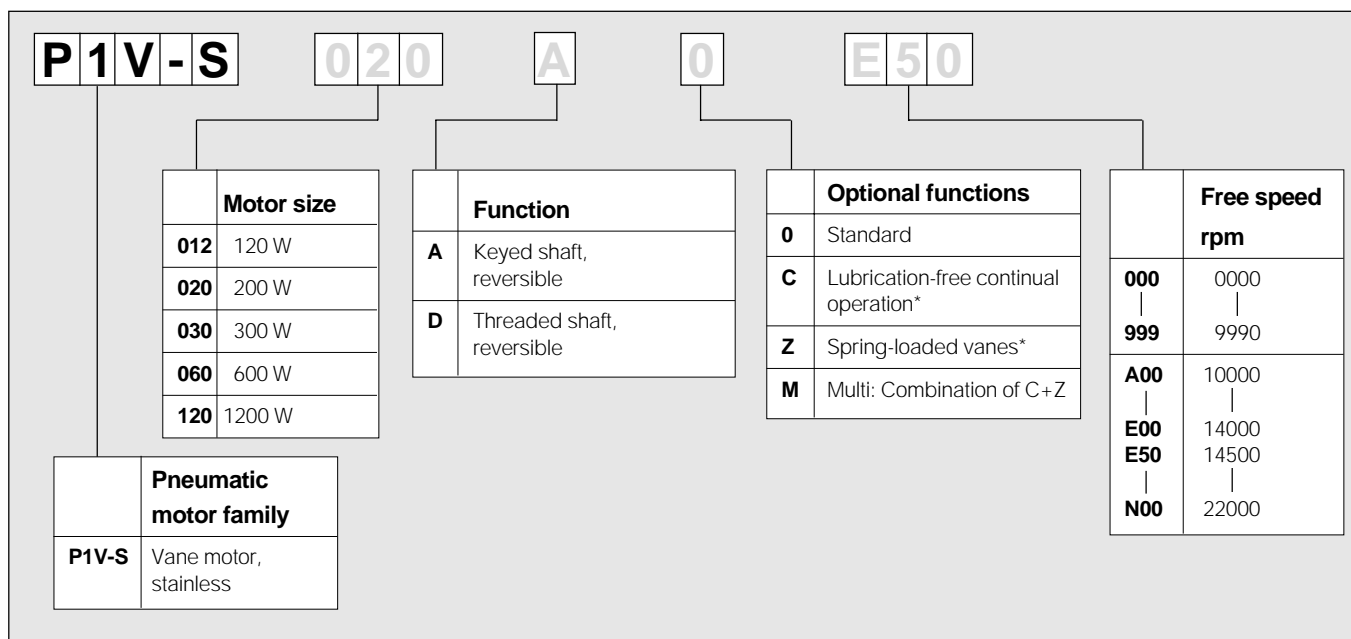 P1V-S 020 A 0 E50
Motor size
012 120 W
020 200 W
030 300 W
060 600 W
120 1200 W
Function
A Keyed shaft,
reversible
D Threaded shaft,
reversible
Optional functions
0 Standard
C Lubrication-free continual
operation*
Z Spring-loaded vanes*
M Multi: Combination of C+Z
Free speed
rpm
000 0000
999 9990
A00 10000
E00 14000
E50 14500
N00 22000
Pneumatic
motor family
P1V-S Vane motor,
stainless